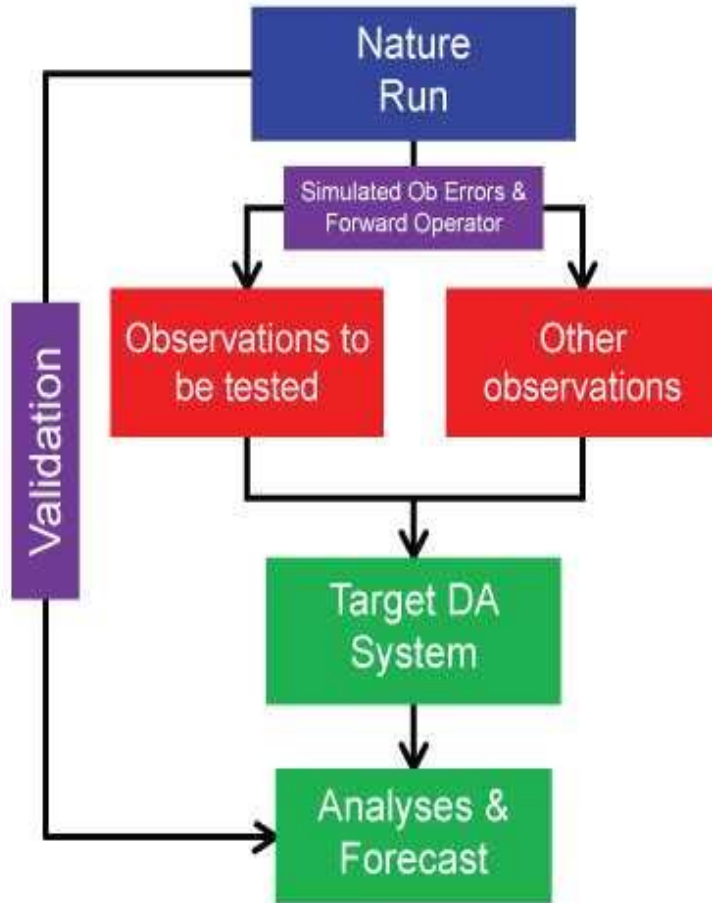 Nature
Run
Simulated Ob Errors &
Forward Operator
Observations to
be tested
Other
observations
Validation
Target DA
System
Analyses &
Forecast